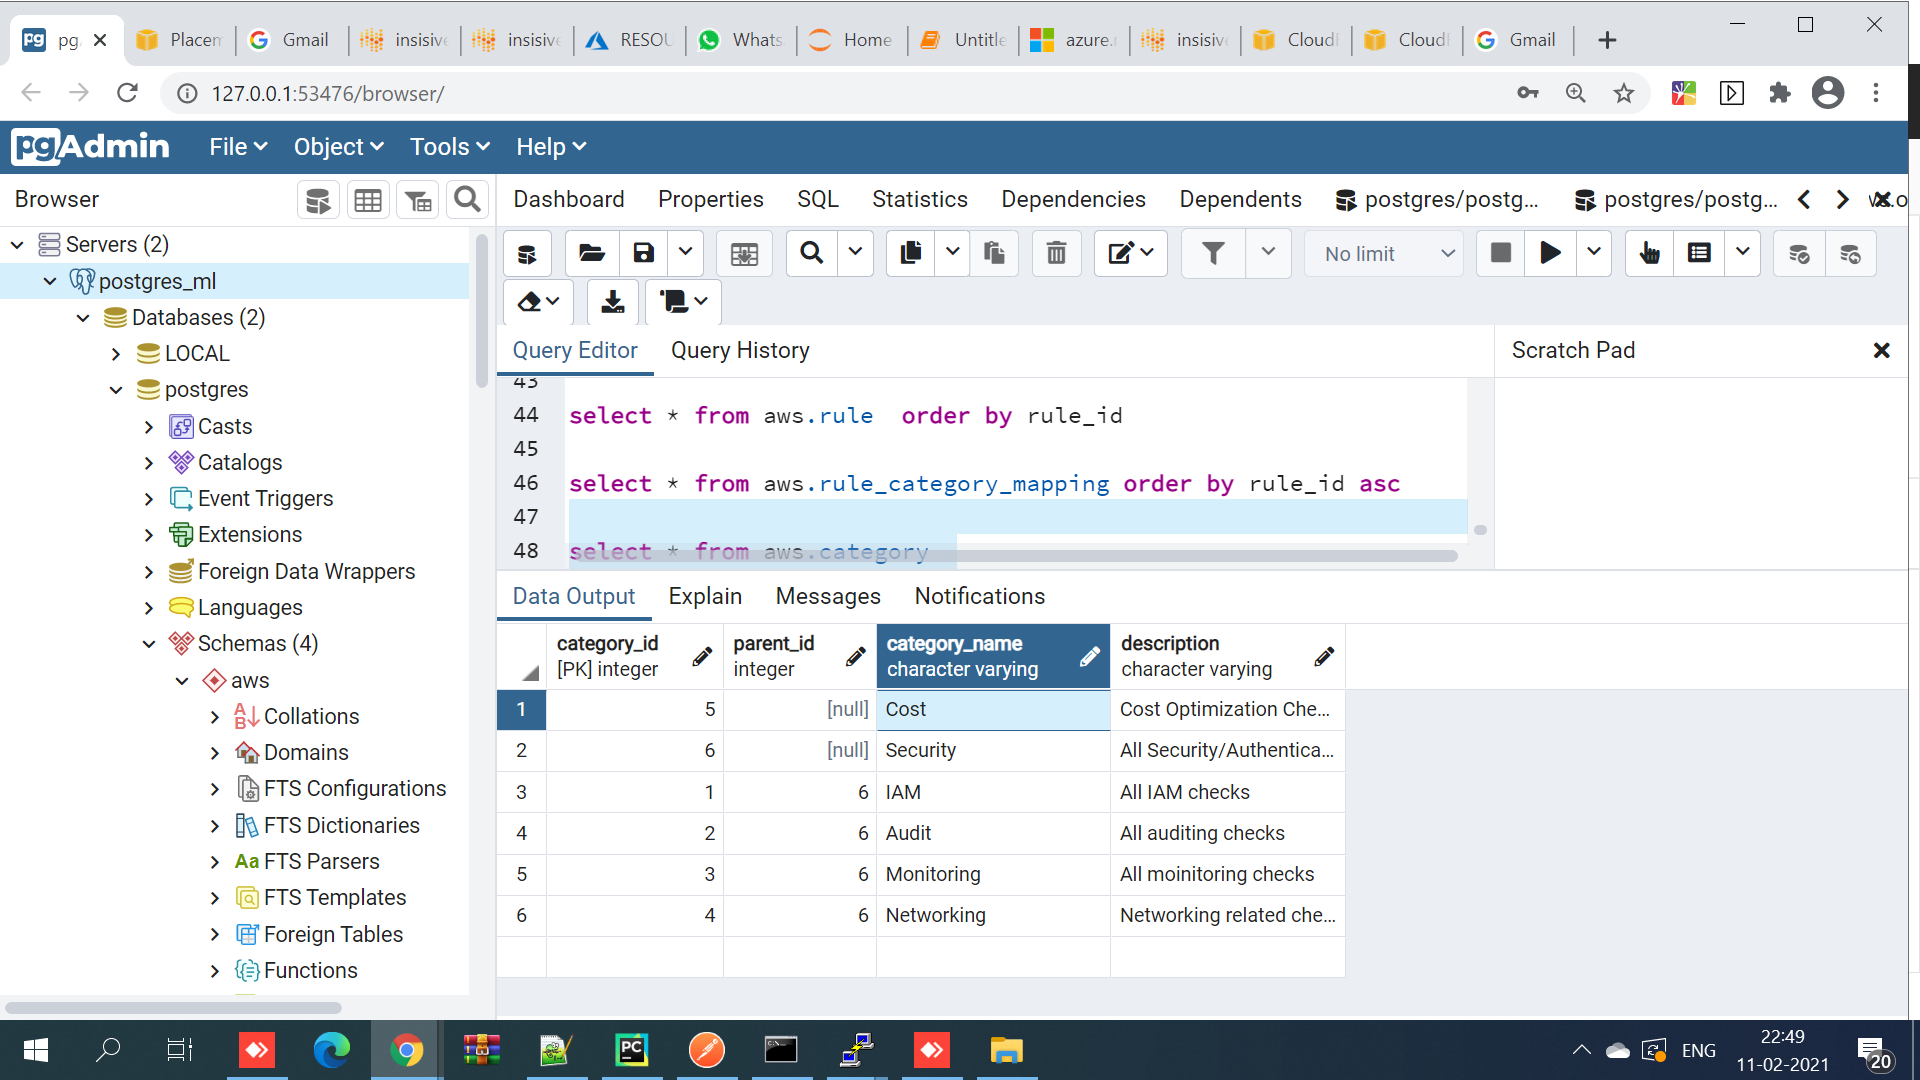 pg
Placem
Gmail
insisive
insisive
RESOU
Whats
Home
Untitle
azure.
insisive
Cloud
Cloud
Gmail
127.0.0.1:53476/browser/
pgAdmin
File
Object
Tools
Help
Browser
Dashboard
Properties
SQL
Statistics
Dependencies
Dependents
postgres/postg...
postgres/postg...
Servers (2)
postgres_ml
Databases (2)
LOCAL
postgres
Casts
Catalogs
Event Triggers
Extensions
Foreign Data Wrappers
Languages
Schemas (4)
aws
Collations
Domains
FTS Configurations
FTS Dictionaries
Aa FTS Parsers
FTS Templates
Foreign Tables
Functions
No limit
Query Editor
Query History
Scratch Pad
43
44 select * from aws.rule order by rule_id
45
46 select * from aws.rule_category_mapping order by rule_id asc
47
48 select * from aws.category
Data Output
Explain
Messages
Notifications
category_id parent_id category_name description
[PK] integer integer character varying character varying
1 5 [null] Cost Cost Optimization Che...
2 6 [null] Security All Security/Authentica...
3 1 6 IAM All IAM checks
4 2 6 Audit All auditing checks
5 3 6 Monitoring All moinitoring checks
6 4 6 Networking Networking related che...
PC
ENG
22:49
11-02-2021
20